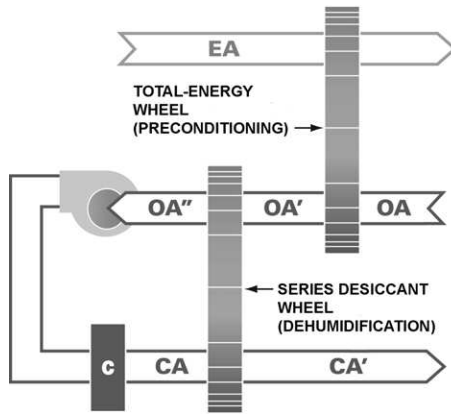 EA
TOTAL-ENERGY
WHEEL
(PRECONDITIONING)
OA″ OA′ OA
SERIES DESICCANT
WHEEL
(DEHUMIDIFICATION)
C CA CA′